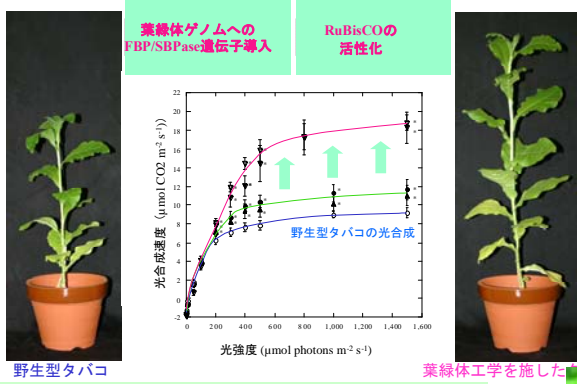 葉緑体ゲノムへの
FBP/SBPase遺伝子導入
RuBisCOの
活性化
光合成速度 (µmol CO2 m-2 s-1))
22
20
18
16
14
12
10
8
6
4
2
0
-2
野生型タバコの光合成
0 200 400 600 800 1,000 1,200 1,400 1,600
光強度 (µmol photons m-2 s-1)
野生型タバコ
葉緑体工学を施した